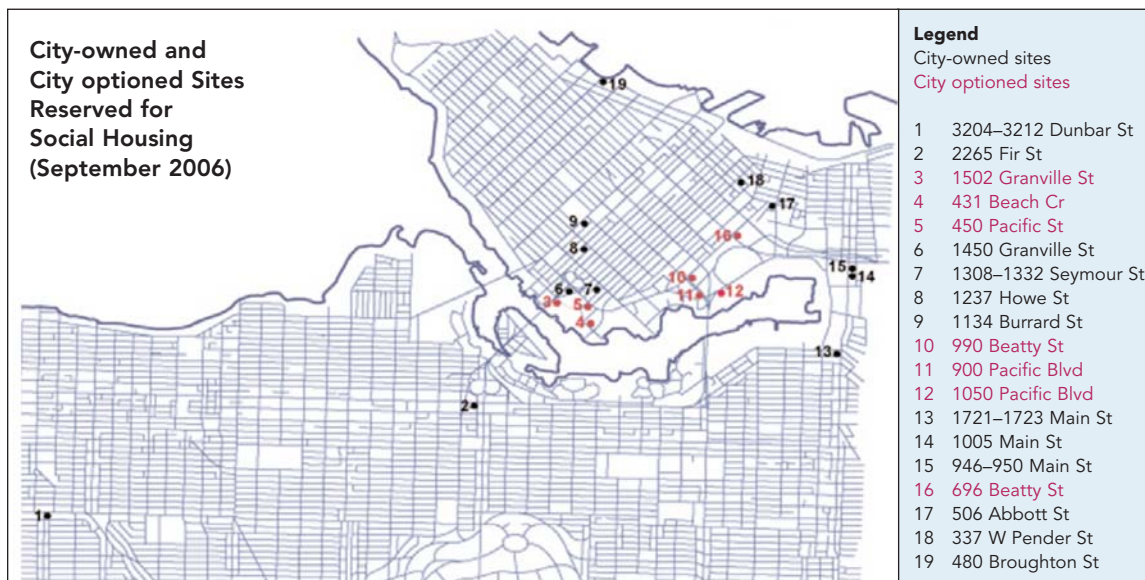 City-owned and
City optioned Sites
Reserved for
Social Housing
(September 2006)
19
18
17
9
16
8
15
14
10
6
7
12
3
5
11
4
13
2
1
Legend
City-owned sites
City optioned sites
1 3204–3212 Dunbar St
2 2265 Fir St
3 1502 Granville St
4 431 Beach Cr
5 450 Pacific St
6 1450 Granville St
7 1308–1332 Seymour St
8 1237 Howe St
9 1134 Burrard St
10 990 Beatty St
11 900 Pacific Blvd
12 1050 Pacific Blvd
13 1721–1723 Main St
14 1005 Main St
15 946–950 Main St
16 696 Beatty St
17 506 Abbott St
18 337 W Pender St
19 480 Broughton St